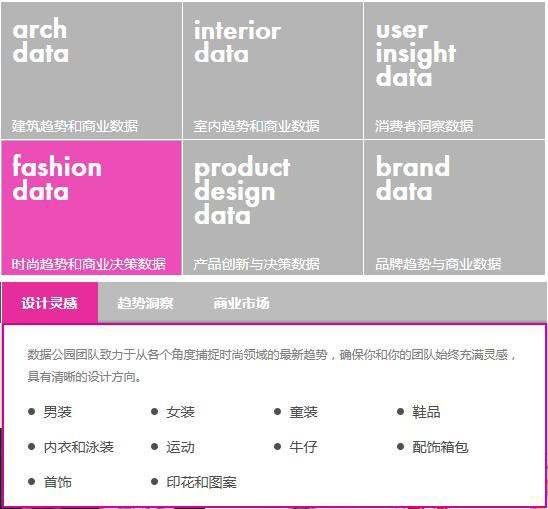 arch
data
建筑趋势和商业数据
interior
data
室内趋势和商业数据
user
insight
data
消费者洞察数据
fashion
data
时尚趋势和商业决策数据
product
design
data
产品创新与决策数据
brand
data
品牌趋势与商业数据
设计灵感 趋势洞察 商业市场
数据公园团队致力于从各个角度捕捉时尚领域的最新趋势，确保你和你的团队始终充满灵感，
具有清晰的设计方向。
● 男装 ● 女装 ● 童装 ● 鞋品
● 内衣和泳装 ● 运动 ● 牛仔 ● 配饰箱包
● 首饰 ● 印花和图案